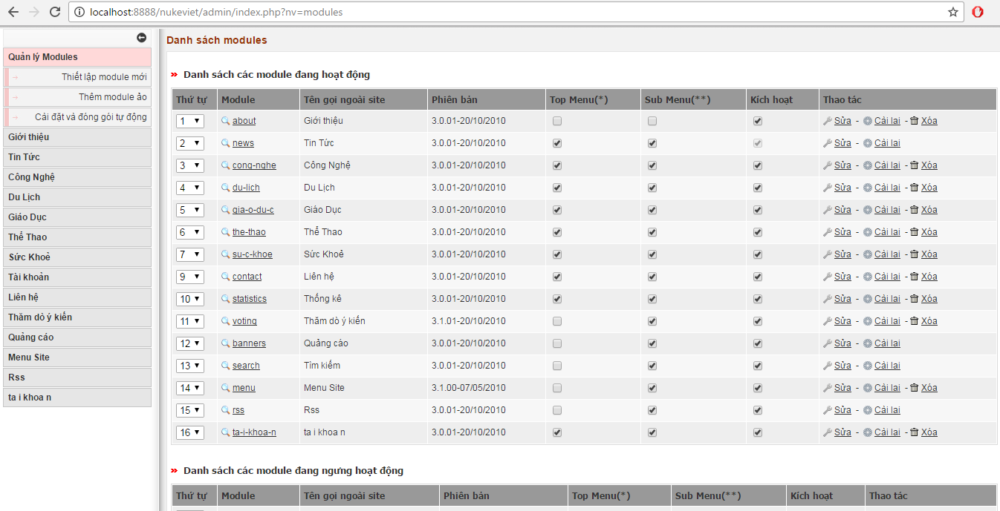 localhost:8888/nukeviet/admin/index.php?nv=modules
Quản lý Modules
Thiết lập module mới
Thêm module ảo
Cài đặt và đóng gói tự động
Giới thiệu
Tin Tức
Công Nghệ
Du Lịch
Giáo Dục
Thể Thao
Sức Khoẻ
Tài khoản
Liên hệ
Thăm dò ý kiến
Quảng cáo
Menu Site
Rss
ta i khoa n
Danh sách modules
Danh sách các module đang hoạt động
Thứ tự Module Tên gọi ngoài site Phiên bản Top Menu(*) Sub Menu(**) Kích hoạt Thao tác
1 about Giới thiệu 3.0.01-20/10/2010 Sửa - Cài lại - Xóa
2 news Tin Tức 3.0.01-20/10/2010 Sửa - Cài lại
3 cong-nghe Công Nghệ 3.0.01-20/10/2010 Sửa - Cài lại - Xóa
4 du-lich Du Lịch 3.0.01-20/10/2010 Sửa - Cài lại - Xóa
5 gia-o-du-c Giáo Dục 3.0.01-20/10/2010 Sửa - Cài lại - Xóa
6 the-thao Thể Thao 3.0.01-20/10/2010 Sửa - Cài lại - Xóa
7 su-c-khoe Sức Khoẻ 3.0.01-20/10/2010 Sửa - Cài lại - Xóa
9 contact Liên hệ 3.0.01-20/10/2010 Sửa - Cài lại - Xóa
10 statistics Thống kê 3.0.01-20/10/2010 Sửa - Cài lại - Xóa
11 voting Thăm dò ý kiến 3.1.01-20/10/2010 Sửa - Cài lại - Xóa
12 banners Quảng cáo 3.0.01-20/10/2010 Sửa - Cài lại
13 search Tìm kiếm 3.0.01-20/10/2010 Sửa - Cài lại
14 menu Menu Site 3.1.00-07/05/2010 Sửa - Cài lại - Xóa
15 rss Rss 3.0.01-20/10/2010 Sửa - Cài lại
16 ta-i-khoa-n ta i khoa n 3.0.01-20/10/2010 Sửa - Cài lại - Xóa
Danh sách các module đang ngưng hoạt động
Thứ tự Module Tên gọi ngoài site Phiên bản Top Menu(*) Sub Menu(**) Kích hoạt Thao tác